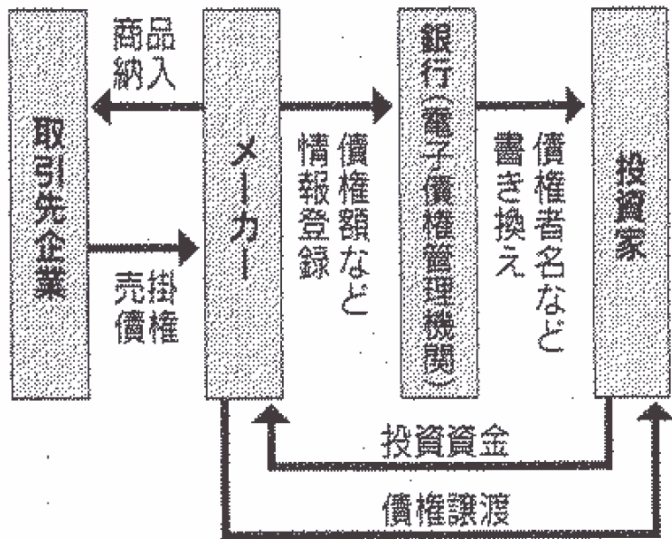 商品
納入
取引先企業
売掛
債権
メーカー
債権額など
情報登録
銀行(電子債権管理機関)
債権者名など
書き換え
投資家
投資資金
債権譲渡